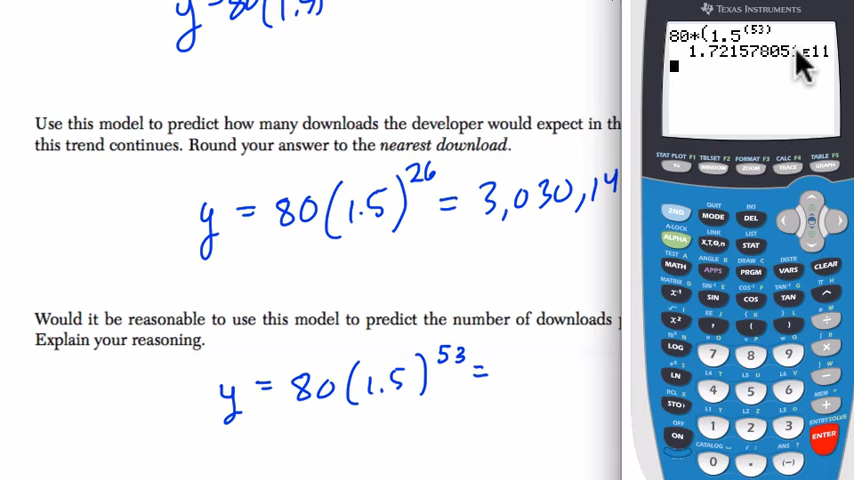 y=80(1.5)
Use this model to predict how many downloads the developer would expect in th
this trend continues. Round your answer to the nearest download.
y = 80(1.5)^26 = 3,030,14
Would it be reasonable to use this model to predict the number of downloads p
Explain your reasoning.
y = 80(1.5)^53 =
TEXAS INSTRUMENTS
80*(1.5^(53)
1.721578051ᴇ11
STAT PLOT F1 TBLSET F2 FORMAT F3 CALC F4 TABLE F5
Y= WINDOW ZOOM TRACE GRAPH
QUIT INS
2ND MODE DEL
A-LOCK LINK LIST
ALPHA X,T,Θ,n STAT
TEST A ANGLE B DRAW C DISTR
MATH APPS PRGM VARS CLEAR
MATRIX D SIN⁻¹ E COS⁻¹ F TAN⁻¹ G π H
x⁻¹ SIN COS TAN ^
x² , ( ) ÷
LOG 7 8 9 ×
LN 4 5 6 −
RCL X
STO› 1 2 3 +
ON 0 . (−) ENTER